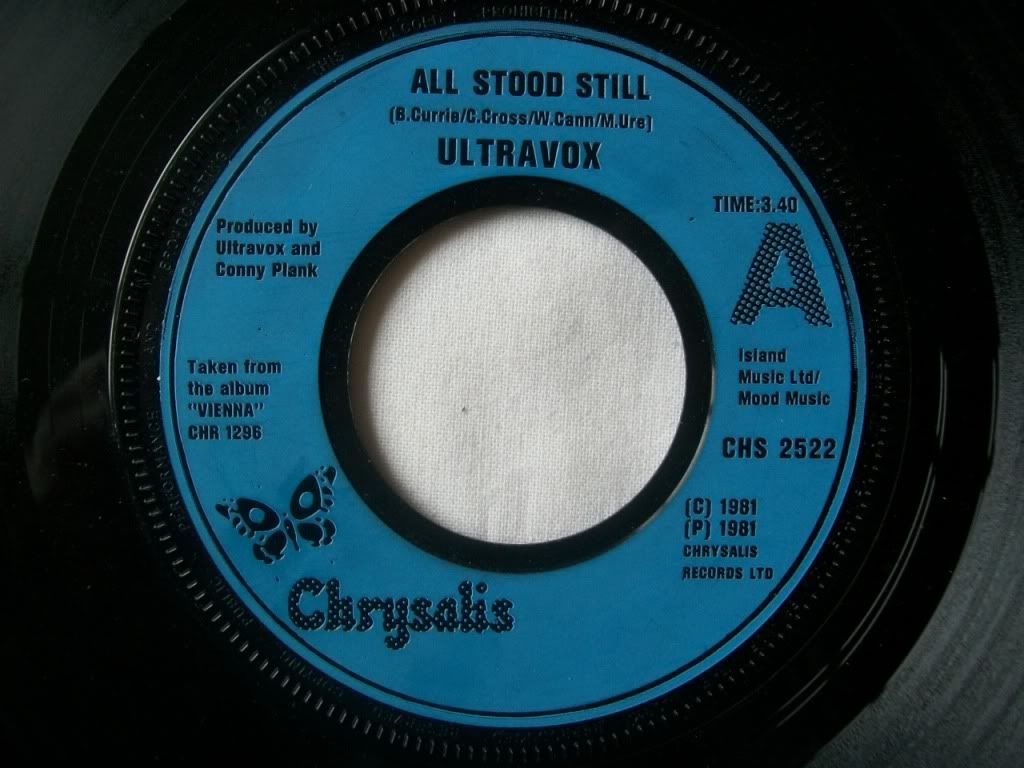 ALL STOOD STILL
(B.Currie/C.Cross/W.Cann/M.Ure)
ULTRAVOX
TIME:3.40
A
Produced by
Ultravox and
Conny Plank
Island
Music Ltd/
Mood Music
Taken from
the album
"VIENNA"
CHR 1296
CHS 2522
(C) 1981
(P) 1981
CHRYSALIS
RECORDS LTD
Chrysalis
PROHIBITED